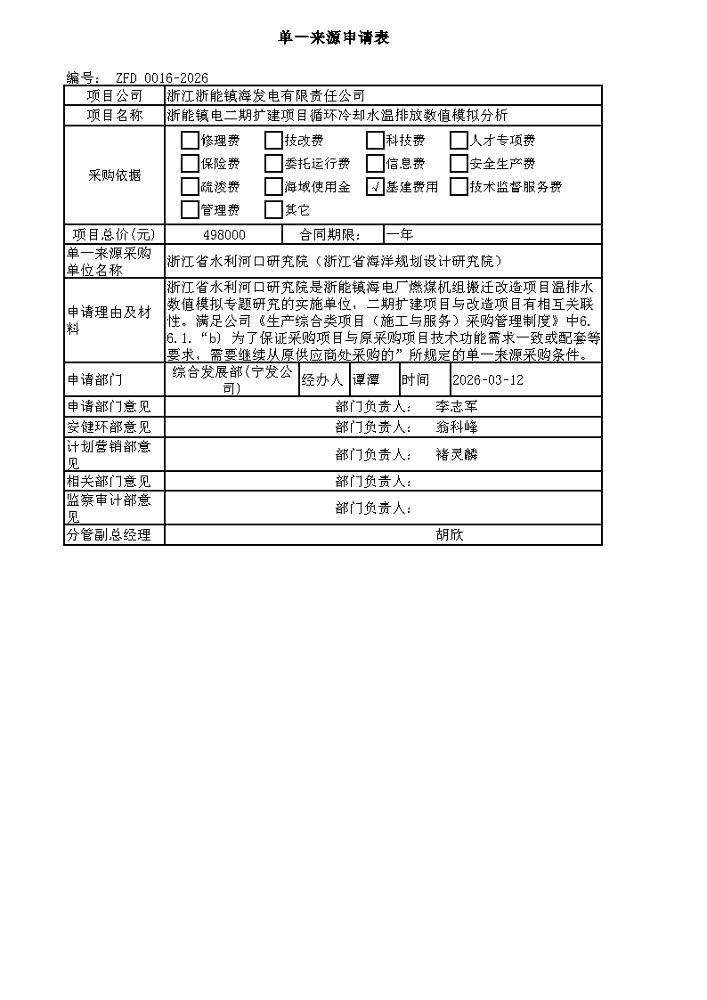 单一来源申请表
编号： ZFD 0016-2026
项目公司 浙江浙能镇海发电有限责任公司
项目名称 浙能镇电二期扩建项目循环冷却水温排放数值模拟分析
采购依据
修理费 技改费 科技费 人才专项费
保险费 委托运行费 信息费 安全生产费
疏浚费 海域使用金 √ 基建费用 技术监督服务费
管理费 其它
项目总价(元) 498000 合同期限： 一年
单一来源采购
单位名称
浙江省水利河口研究院（浙江省海洋规划设计研究院）
申请理由及材
料
浙江省水利河口研究院是浙能镇海电厂燃煤机组搬迁改造项目温排水
数值模拟专题研究的实施单位，二期扩建项目与改造项目有相互关联
性。满足公司《生产综合类项目（施工与服务）采购管理制度》中6.
6.1.“b) 为了保证采购项目与原采购项目技术功能需求一致或配套等
要求，需要继续从原供应商处采购的”所规定的单一来源采购条件。
申请部门
综合发展部(宁发公
司)
经办人 谭潭 时间 2026-03-12
申请部门意见 部门负责人： 李志军
安健环部意见 部门负责人： 翁科峰
计划营销部意
见
部门负责人： 褚灵麟
相关部门意见 部门负责人：
监察审计部意
见
部门负责人：
分管副总经理 胡欣